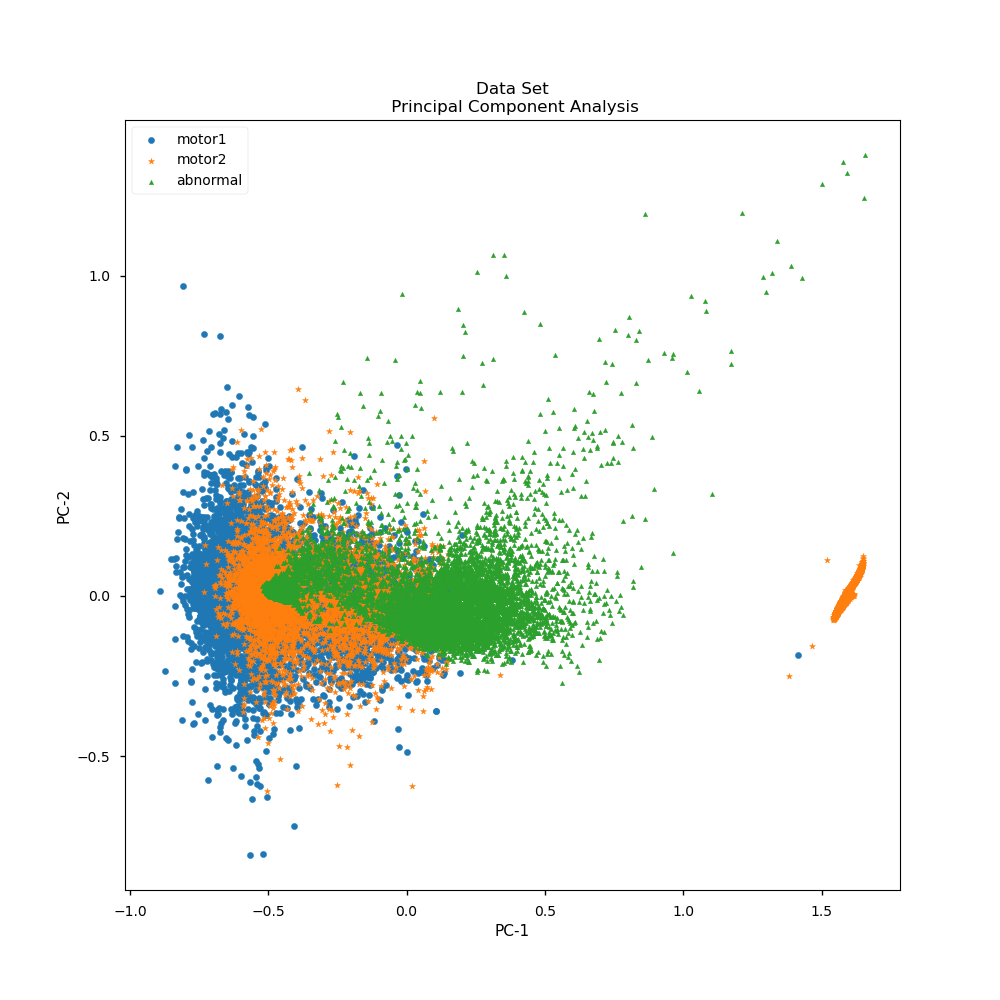 Data Set
Principal Component Analysis
motor1
motor2
abnormal
1.0
0.5
0.0
−0.5
PC-2
−1.0
−0.5
0.0
0.5
1.0
1.5
PC-1